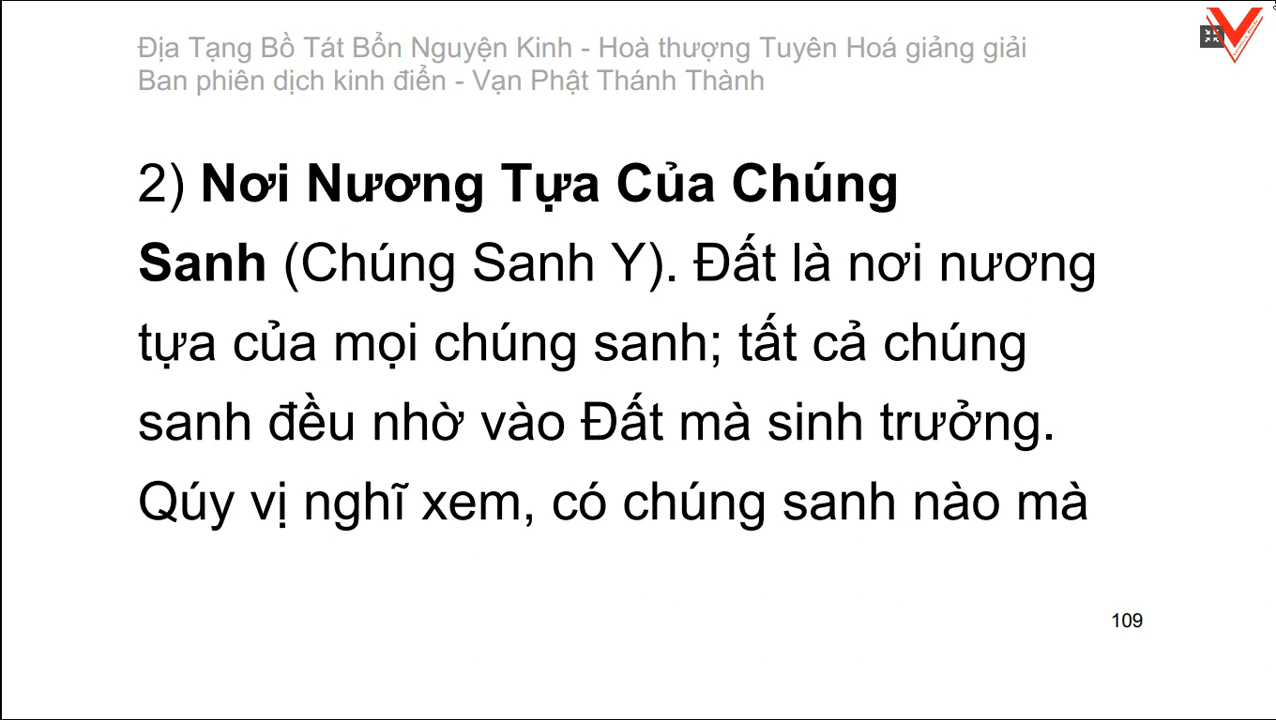 Địa Tạng Bồ Tát Bổn Nguyện Kinh - Hoà thượng Tuyên Hoá giảng giải
Ban phiên dịch kinh điển - Vạn Phật Thánh Thành
2) Nơi Nương Tựa Của Chúng
Sanh (Chúng Sanh Y). Đất là nơi nương
tựa của mọi chúng sanh; tất cả chúng
sanh đều nhờ vào Đất mà sinh trưởng.
Qúy vị nghĩ xem, có chúng sanh nào mà
109